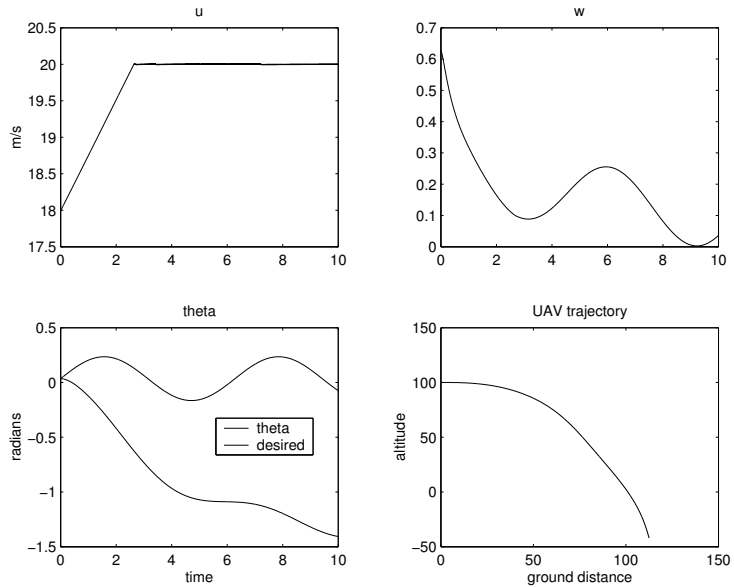 u
20.5
20
19.5
19
18.5
18
17.5
m/s
0 2 4 6 8 10
w
0.7
0.6
0.5
0.4
0.3
0.2
0.1
0
0 2 4 6 8 10
theta
0.5
0
−0.5
−1
−1.5
radians
theta
desired
0 2 4 6 8 10
time
UAV trajectory
150
100
50
0
−50
altitude
0 50 100 150
ground distance